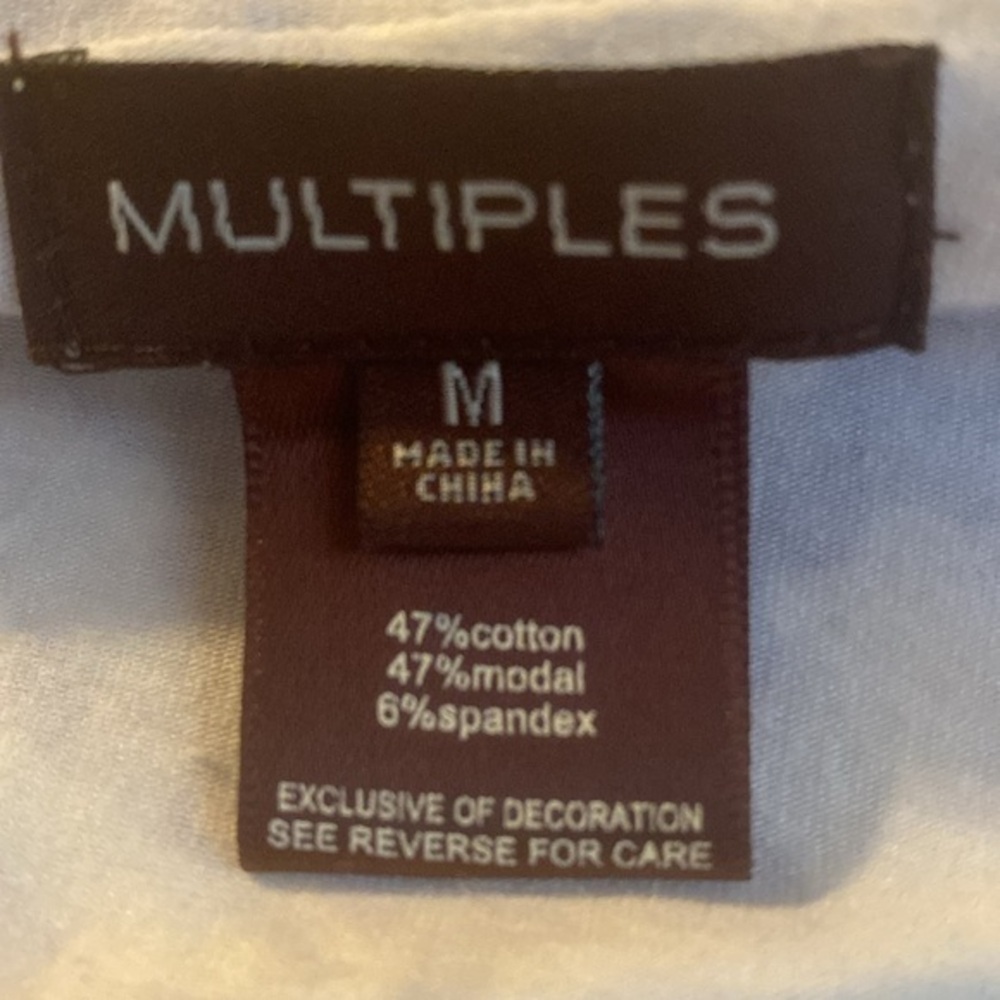 MULTIPLES
M
MADE IN
CHINA
47%cotton
47%modal
6%spandex
EXCLUSIVE OF DECORATION
SEE REVERSE FOR CARE